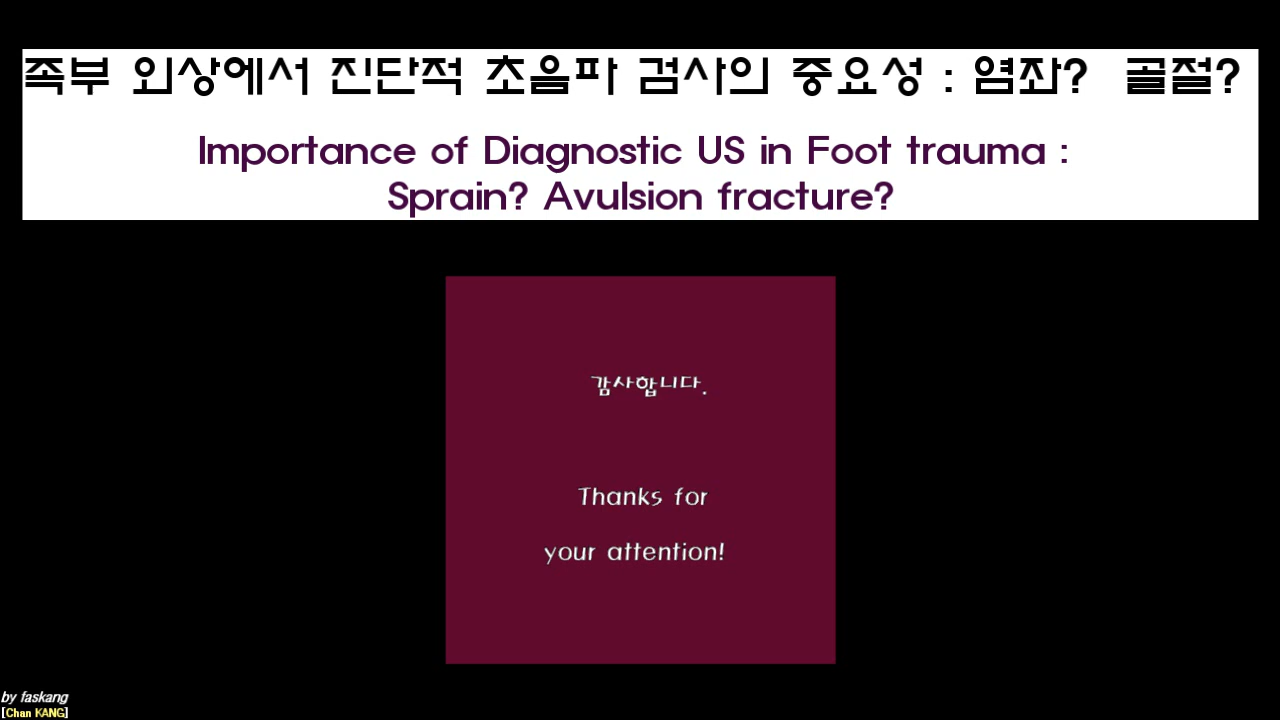 족부 외상에서 진단적 초음파 검사인 중요성 : 염좌? 골절?
Importance of Diagnostic US in Foot trauma :
Sprain? Avulsion fracture?
감사합니다.
Thanks for
your attention!
by faskang
[Chan KANG]